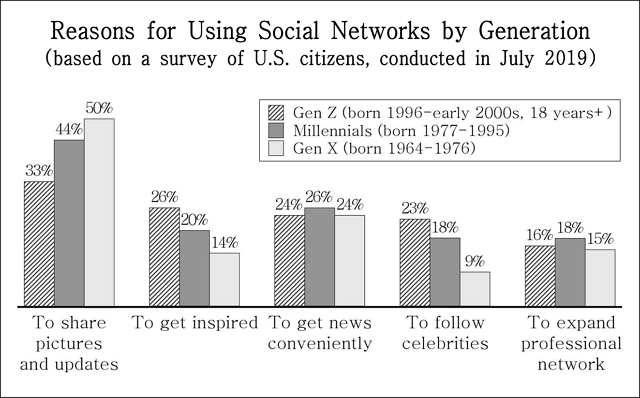 Reasons for Using Social Networks by Generation
(based on a survey of U.S. citizens, conducted in July 2019)
Gen Z (born 1996-early 2000s, 18 years+)
Millennials (born 1977-1995)
Gen X (born 1964-1976)
33% 44% 50%
26% 20% 14%
24% 26% 24%
23% 18% 9%
16% 18% 15%
To share
pictures
and updates
To get inspired
To get news
conveniently
To follow
celebrities
To expand
professional
network